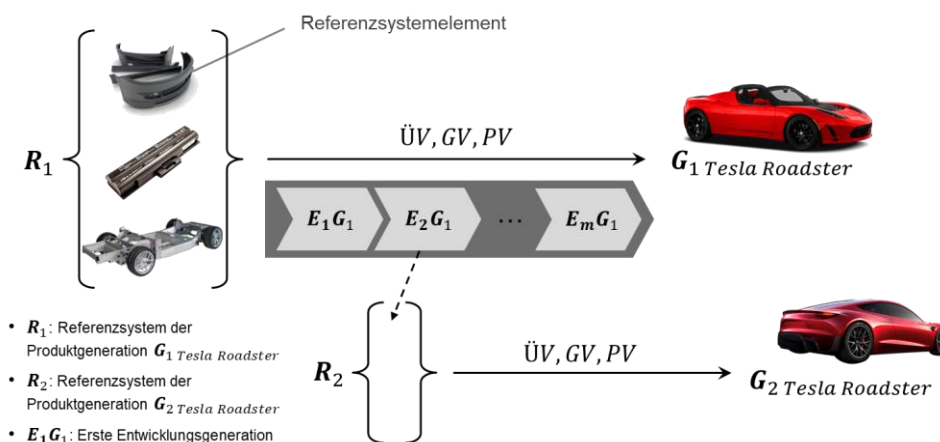 Referenzsystemelement
R₁
ÜV, GV, PV
G₁ Tesla Roadster
E₁G₁
E₂G₁
...
EₘG₁
• R₁: Referenzsystem der
Produktgeneration G₁ Tesla Roadster
• R₂: Referenzsystem der
Produktgeneration G₂ Tesla Roadster
• E₁G₁: Erste Entwicklungsgeneration
R₂
ÜV, GV, PV
G₂ Tesla Roadster